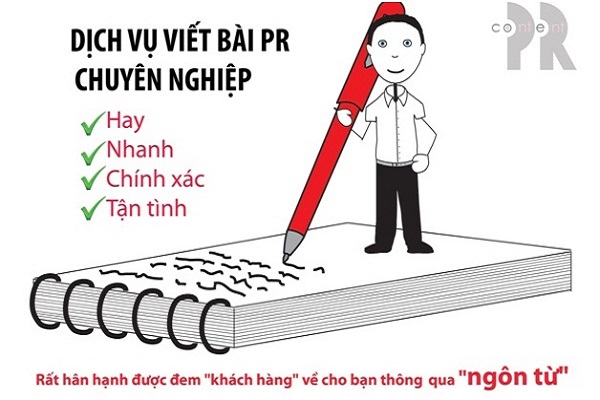 DỊCH VỤ VIẾT BÀI PR
CHUYÊN NGHIỆP
Hay
Nhanh
Chính xác
Tận tình
content
PR
Rất hân hạnh được đem "khách hàng" về cho bạn thông qua "ngôn từ"